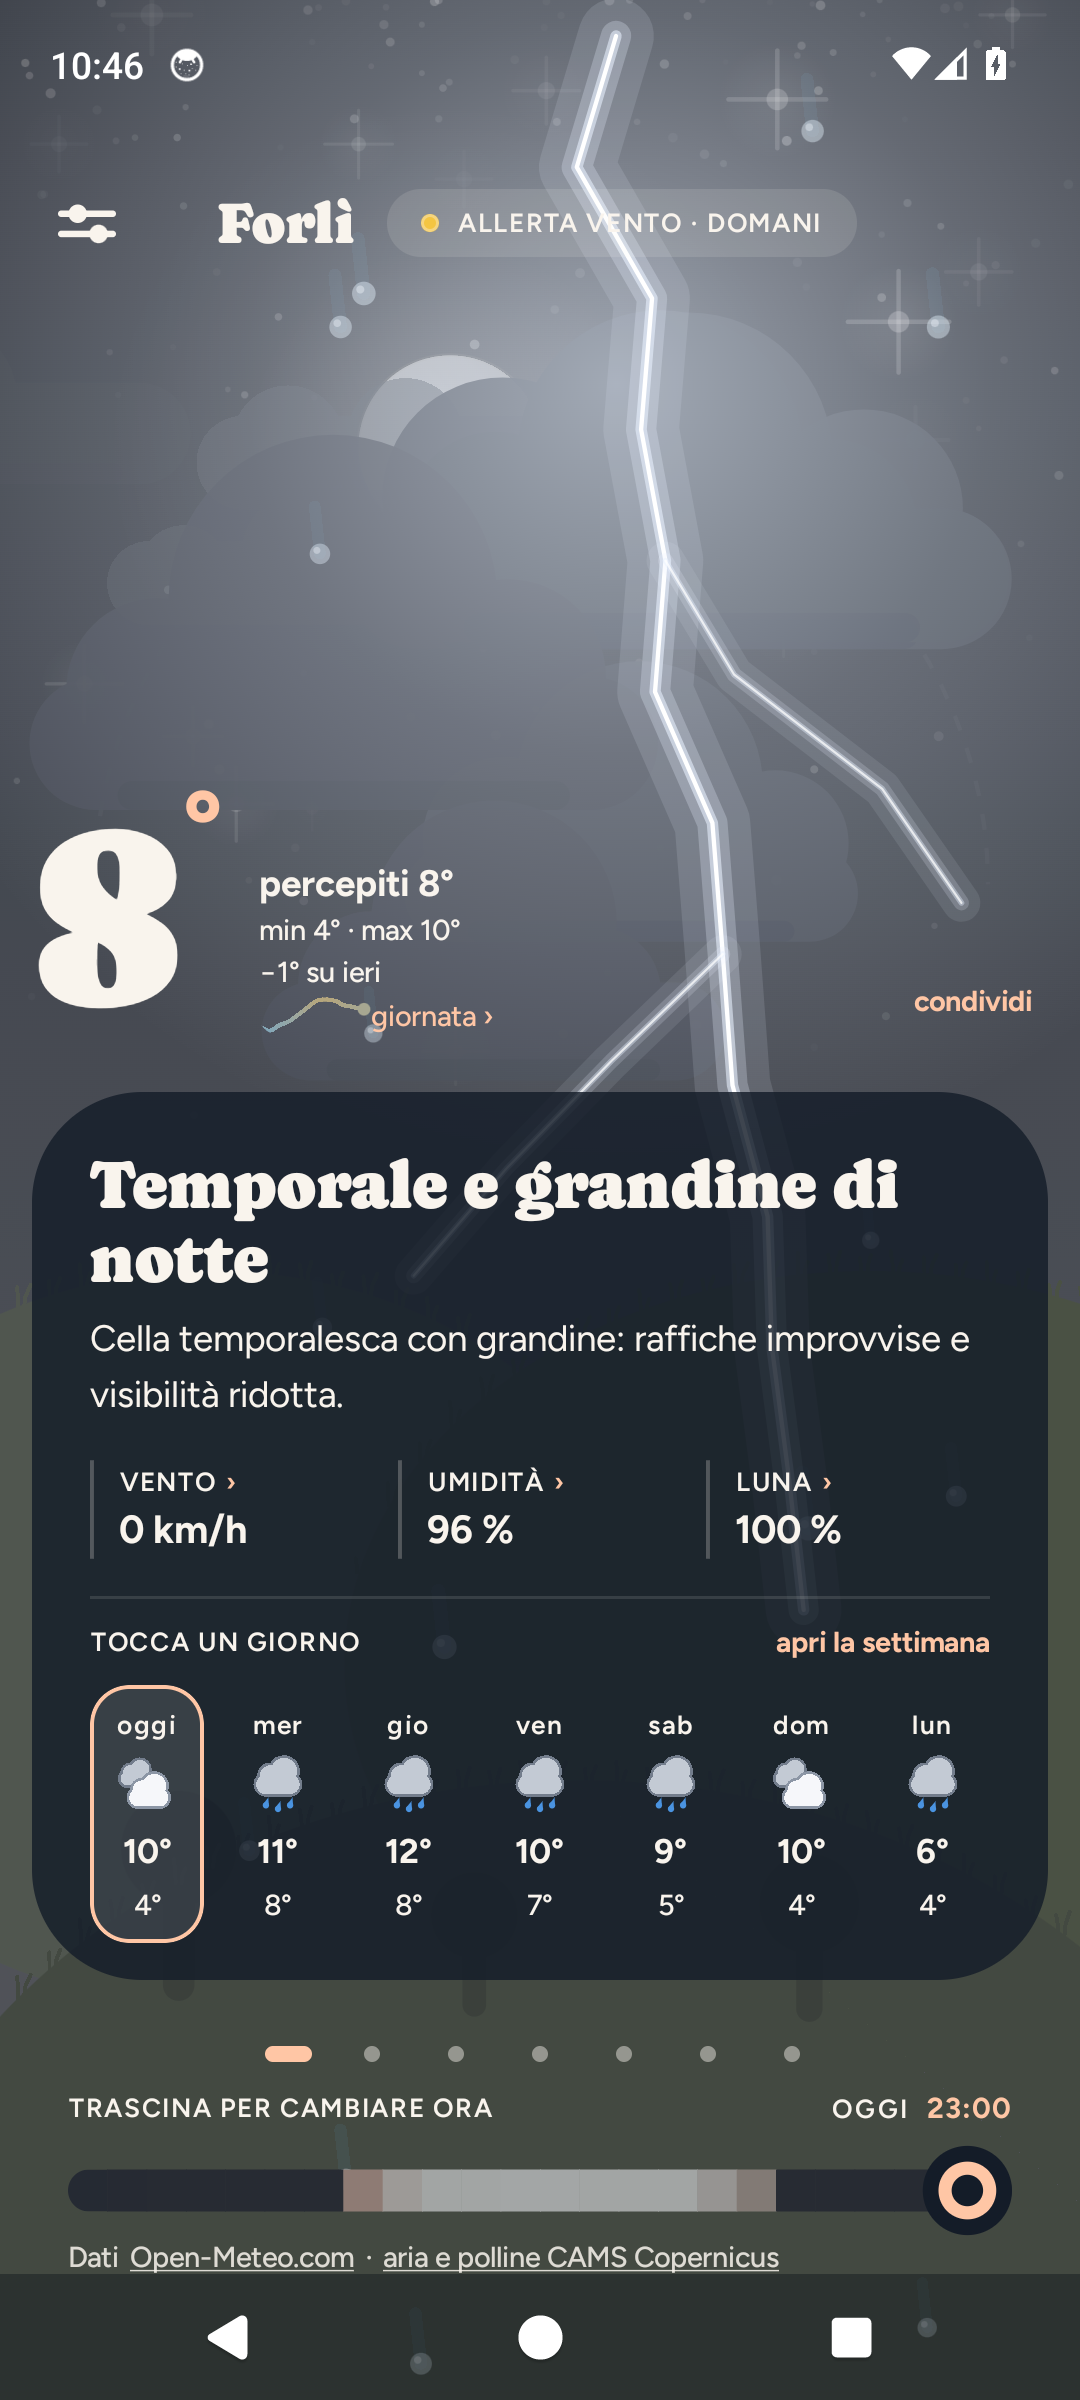 10:46
Forlì
ALLERTA VENTO · DOMANI
8°
percepiti 8°
min 4° · max 10°
−1° su ieri
giornata ›
condividi
Temporale e grandine di
notte
Cella temporalesca con grandine: raffiche improvvise e
visibilità ridotta.
VENTO › UMIDITÀ › LUNA ›
0 km/h 96 % 100 %
TOCCA UN GIORNO apri la settimana
oggi mer gio ven sab dom lun
10° 11° 12° 10° 9° 10° 6°
4° 8° 8° 7° 5° 4° 4°
TRASCINA PER CAMBIARE ORA OGGI 23:00
Dati Open-Meteo.com · aria e polline CAMS Copernicus